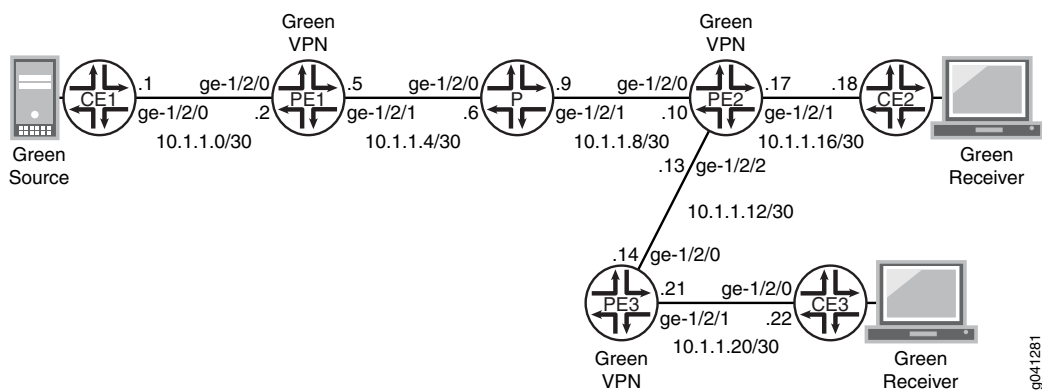 Green
VPN
Green
VPN
.1 ge-1/2/0 .5 ge-1/2/0 .9 ge-1/2/0 .17 .18
CE1 PE1 P PE2 CE2
ge-1/2/0 .2 ge-1/2/1 .6 ge-1/2/1 .10 ge-1/2/1
10.1.1.0/30 10.1.1.4/30 10.1.1.8/30 10.1.1.16/30
Green
Source
Green
Receiver
.13 ge-1/2/2
10.1.1.12/30
.14 ge-1/2/0
.21 ge-1/2/0
PE3 CE3
ge-1/2/1 .22
10.1.1.20/30
Green
VPN
Green
Receiver
g041281